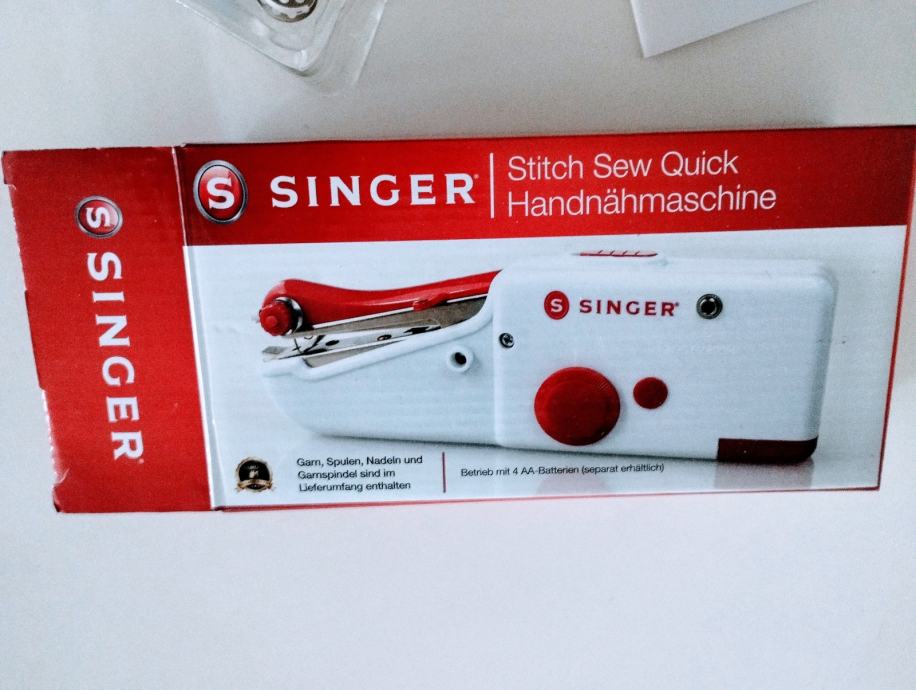 S SINGER®
S SINGER®
Stitch Sew Quick
Handnähmaschine
S SINGER®
Garn, Spulen, Nadeln und
Garnspindel sind im
Lieferumfang enthalten
Betrieb mit 4 AA-Batterien (separat erhältlich)